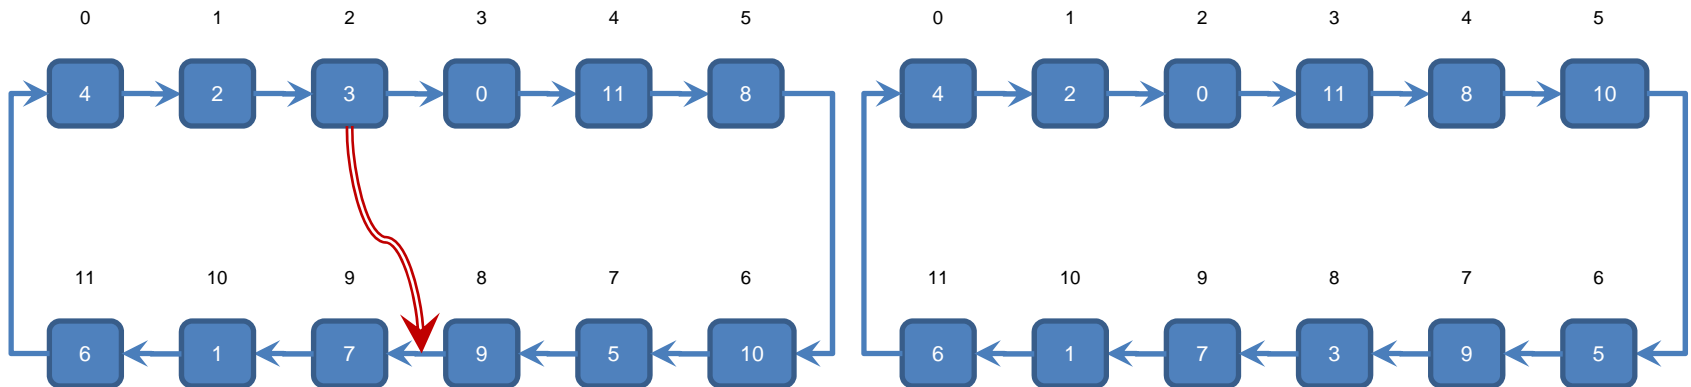 0 1 2 3 4 5 0 1 2 3 4 5
4 2 3 0 11 8 4 2 0 11 8 10
11 10 9 8 7 6 11 10 9 8 7 6
6 1 7 9 5 10 6 1 7 3 9 5